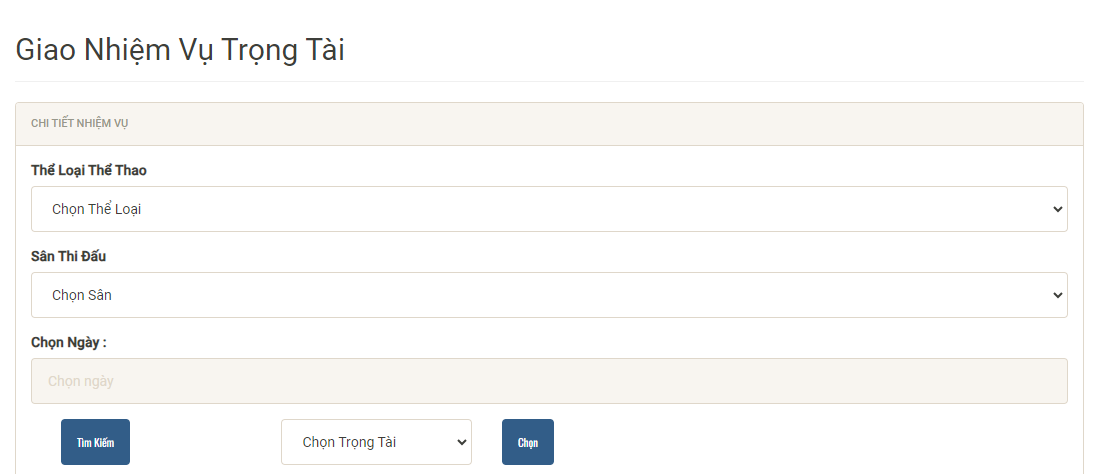 Giao Nhiệm Vụ Trọng Tài
CHI TIẾT NHIỆM VỤ
Thể Loại Thể Thao
Chọn Thể Loại
Sân Thi Đấu
Chọn Sân
Chọn Ngày :
Chọn ngày
Tìm Kiếm Chọn Trọng Tài Chọn